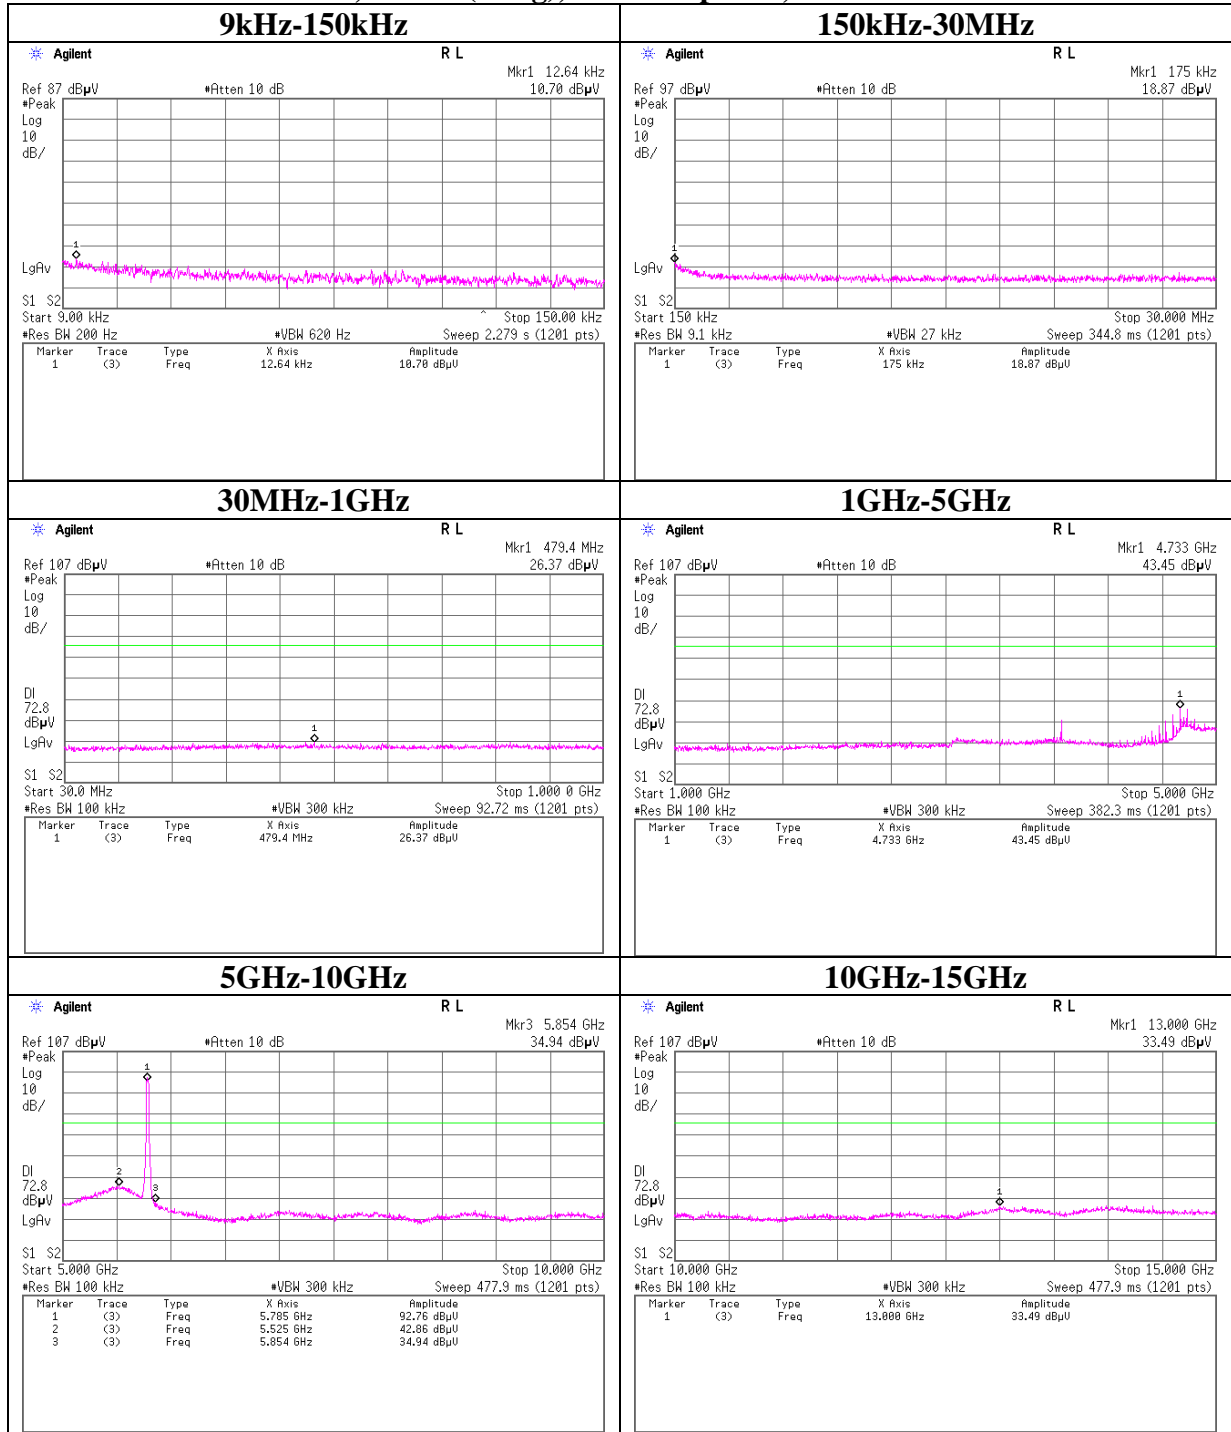 9kHz-150kHz
Agilent R L
Mkr1 12.64 kHz
Ref 87 dBµV #Atten 10 dB 10.70 dBµV
#Peak
Log
10
dB/
1
LgAv
S1 S2
Start 9.00 kHz ^ Stop 150.00 kHz
#Res BW 200 Hz #VBW 620 Hz Sweep 2.279 s (1201 pts)
Marker Trace Type X Axis Amplitude
1 (3) Freq 12.64 kHz 10.70 dBµV
150kHz-30MHz
Agilent R L
Mkr1 175 kHz
Ref 97 dBµV #Atten 10 dB 18.87 dBµV
#Peak
Log
10
dB/
1
LgAv
S1 S2
Start 150 kHz Stop 30.000 MHz
#Res BW 9.1 kHz #VBW 27 kHz Sweep 344.8 ms (1201 pts)
Marker Trace Type X Axis Amplitude
1 (3) Freq 175 kHz 18.87 dBµV
30MHz-1GHz
Agilent R L
Mkr1 479.4 MHz
Ref 107 dBµV #Atten 10 dB 26.37 dBµV
#Peak
Log
10
dB/
DI
72.8
dBµV
1
LgAv
S1 S2
Start 30.0 MHz Stop 1.000 0 GHz
#Res BW 100 kHz #VBW 300 kHz Sweep 92.72 ms (1201 pts)
Marker Trace Type X Axis Amplitude
1 (3) Freq 479.4 MHz 26.37 dBµV
1GHz-5GHz
Agilent R L
Mkr1 4.733 GHz
Ref 107 dBµV #Atten 10 dB 43.45 dBµV
#Peak
Log
10
dB/
DI
72.8
dBµV
1
LgAv
S1 S2
Start 1.000 GHz Stop 5.000 GHz
#Res BW 100 kHz #VBW 300 kHz Sweep 382.3 ms (1201 pts)
Marker Trace Type X Axis Amplitude
1 (3) Freq 4.733 GHz 43.45 dBµV
5GHz-10GHz
Agilent R L
Mkr3 5.854 GHz
Ref 107 dBµV #Atten 10 dB 34.94 dBµV
#Peak
Log
10
dB/
1
DI
72.8
dBµV
2
3
LgAv
S1 S2
Start 5.000 GHz Stop 10.000 GHz
#Res BW 100 kHz #VBW 300 kHz Sweep 477.9 ms (1201 pts)
Marker Trace Type X Axis Amplitude
1 (3) Freq 5.785 GHz 92.76 dBµV
2 (3) Freq 5.525 GHz 42.86 dBµV
3 (3) Freq 5.854 GHz 34.94 dBµV
10GHz-15GHz
Agilent R L
Mkr1 13.000 GHz
Ref 107 dBµV #Atten 10 dB 33.49 dBµV
#Peak
Log
10
dB/
DI
72.8
dBµV
1
LgAv
S1 S2
Start 10.000 GHz Stop 15.000 GHz
#Res BW 100 kHz #VBW 300 kHz Sweep 477.9 ms (1201 pts)
Marker Trace Type X Axis Amplitude
1 (3) Freq 13.000 GHz 33.49 dBµV